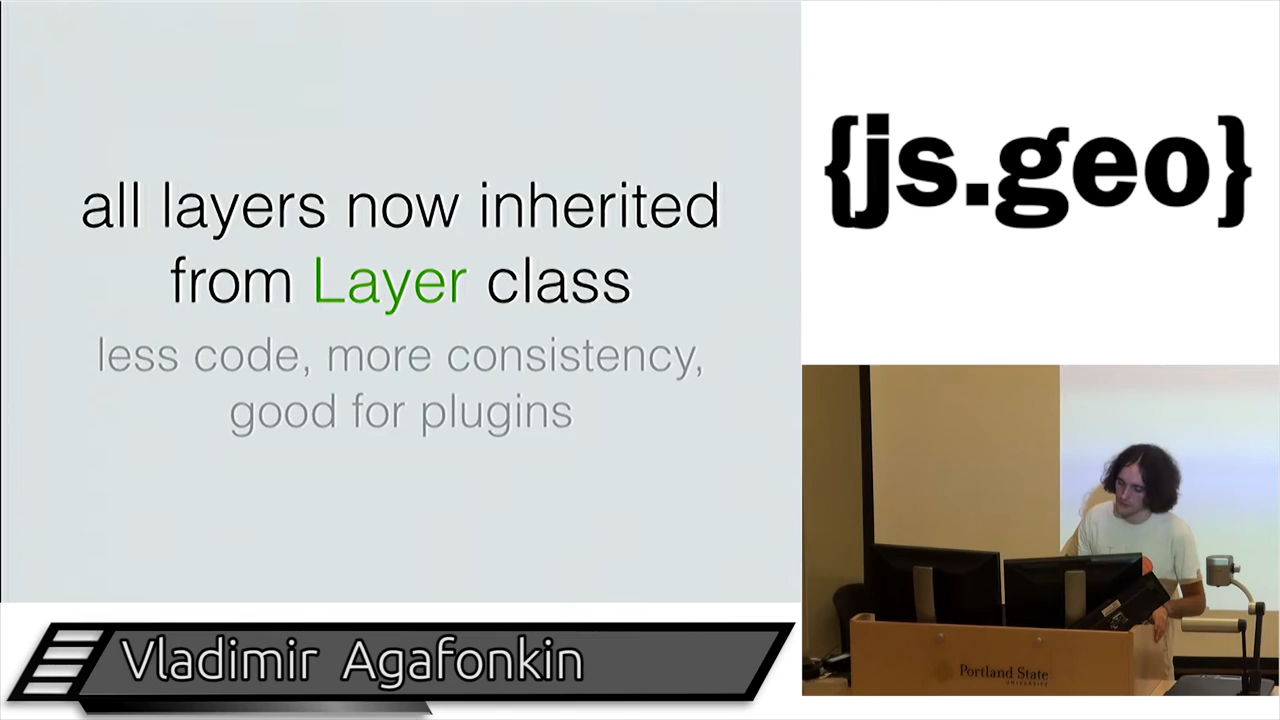 all layers now inherited
from Layer class
less code, more consistency,
good for plugins
{js.geo}
Vladimir Agafonkin
Portland State
UNIVERSITY